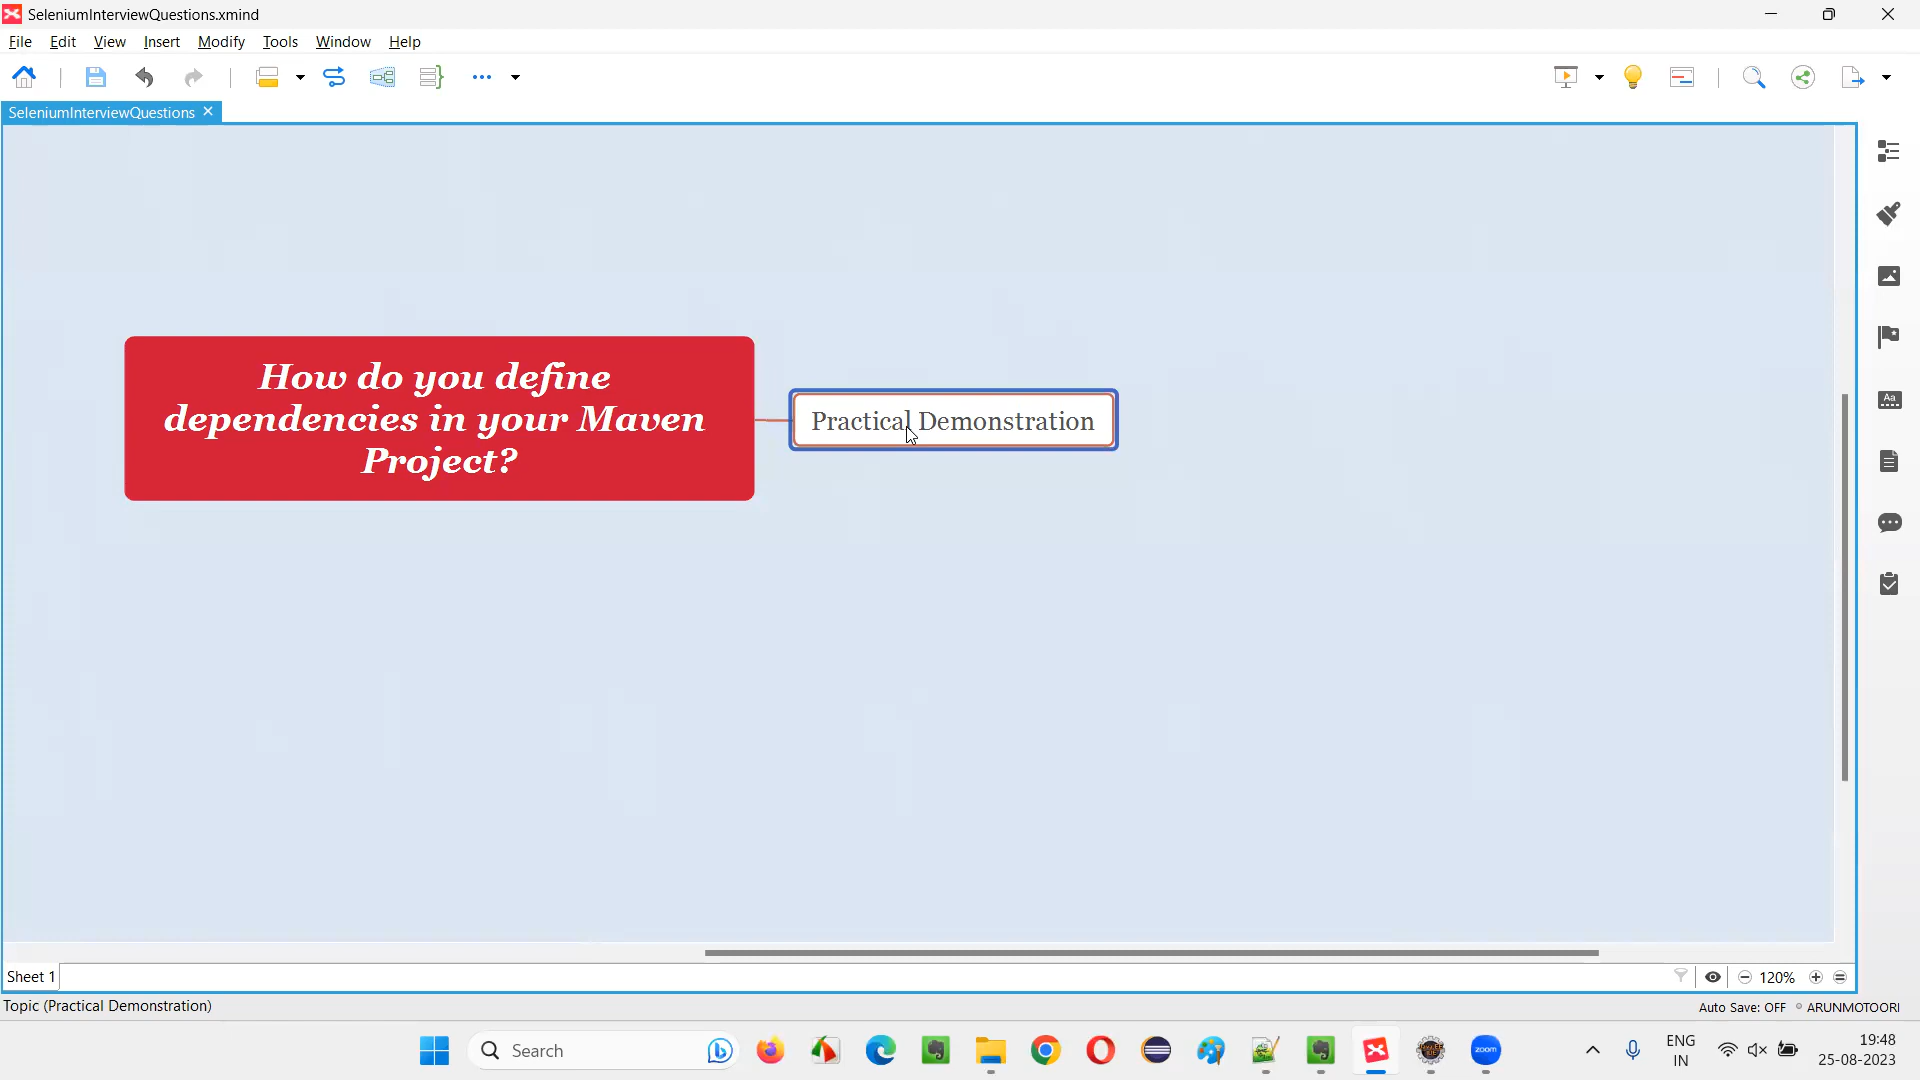 SeleniumInterviewQuestions.xmind
File Edit View Insert Modify Tools Window Help
SeleniumInterviewQuestions
How do you define
dependencies in your Maven
Project?
Practical Demonstration
Aa
Sheet 1
120%
Topic (Practical Demonstration)
Auto Save: OFF ARUNMOTOORI
Search
zoom
ENG
IN
19:48
25-08-2023